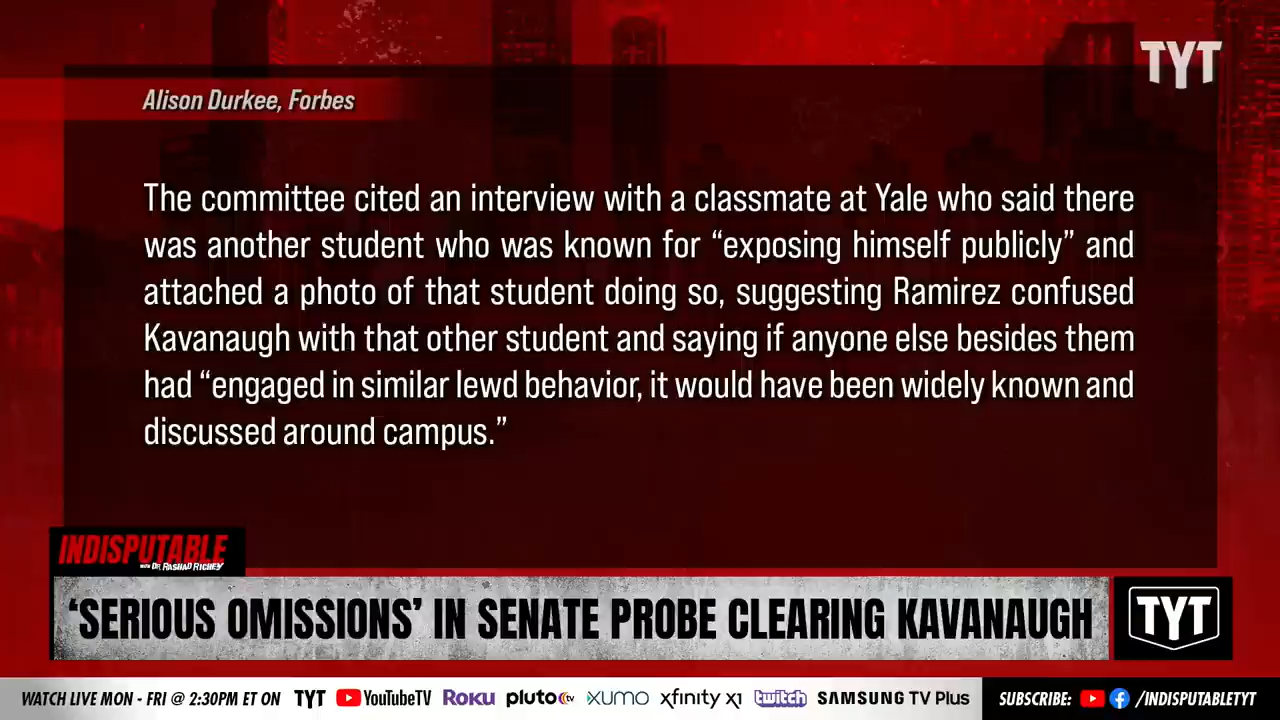 TYT
Alison Durkee, Forbes
The committee cited an interview with a classmate at Yale who said there
was another student who was known for “exposing himself publicly” and
attached a photo of that student doing so, suggesting Ramirez confused
Kavanaugh with that other student and saying if anyone else besides them
had “engaged in similar lewd behavior, it would have been widely known and
discussed around campus.”
INDISPUTABLE
WITH DR. RASHAD RICHEY
‘SERIOUS OMISSIONS’ IN SENATE PROBE CLEARING KAVANAUGH
TYT
WATCH LIVE MON - FRI @ 2:30PM ET ON TYT YouTubeTV ROKU pluto tv XUMO xfinity x1 twitch SAMSUNG TV Plus SUBSCRIBE: /INDISPUTABLETYT